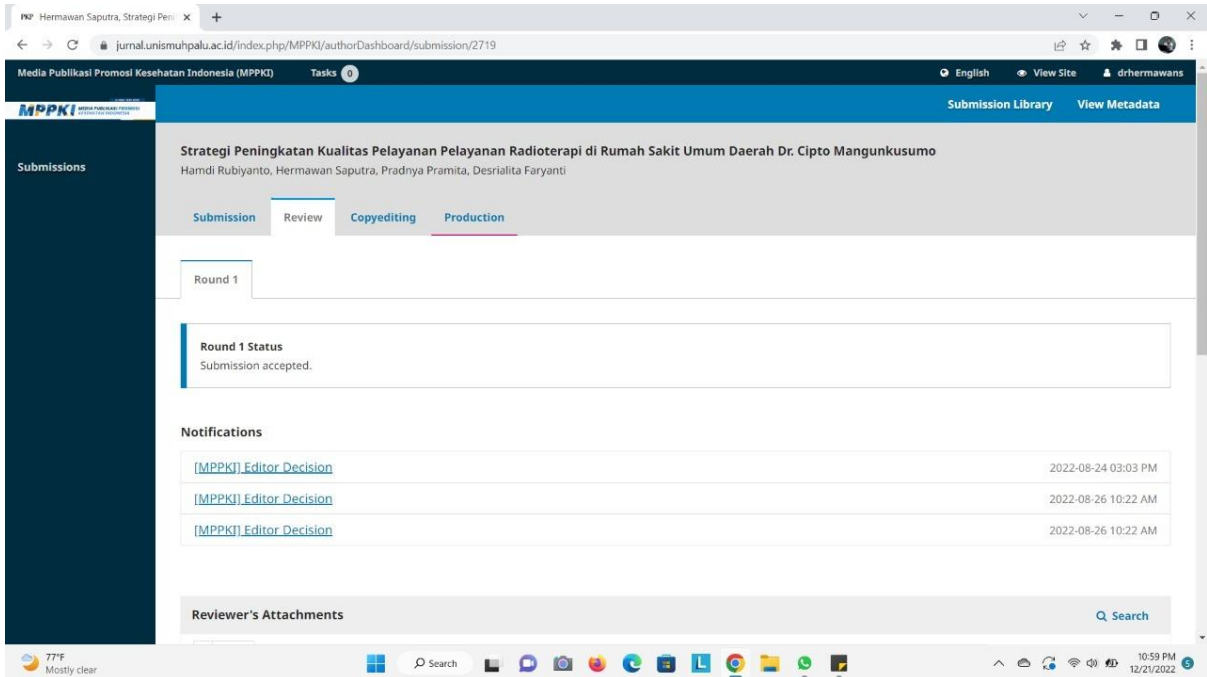 PKP Hermawan Saputra, Strategi Peni
jurnal.unismuhpalu.ac.id/index.php/MPPKI/authorDashboard/submission/2719
Media Publikasi Promosi Kesehatan Indonesia (MPPKI) Tasks 0 English View Site drhermawans
MPPKI
Submission Library View Metadata
Submissions
Strategi Peningkatan Kualitas Pelayanan Pelayanan Radioterapi di Rumah Sakit Umum Daerah Dr. Cipto Mangunkusumo
Hamdi Rubiyanto, Hermawan Saputra, Pradnya Pramita, Desrialita Faryanti
Submission Review Copyediting Production
Round 1
Round 1 Status
Submission accepted.
Notifications
[MPPKI] Editor Decision 2022-08-24 03:03 PM
[MPPKI] Editor Decision 2022-08-26 10:22 AM
[MPPKI] Editor Decision 2022-08-26 10:22 AM
Reviewer's Attachments Search
77°F
Mostly clear
Search
10:59 PM
12/21/2022
5